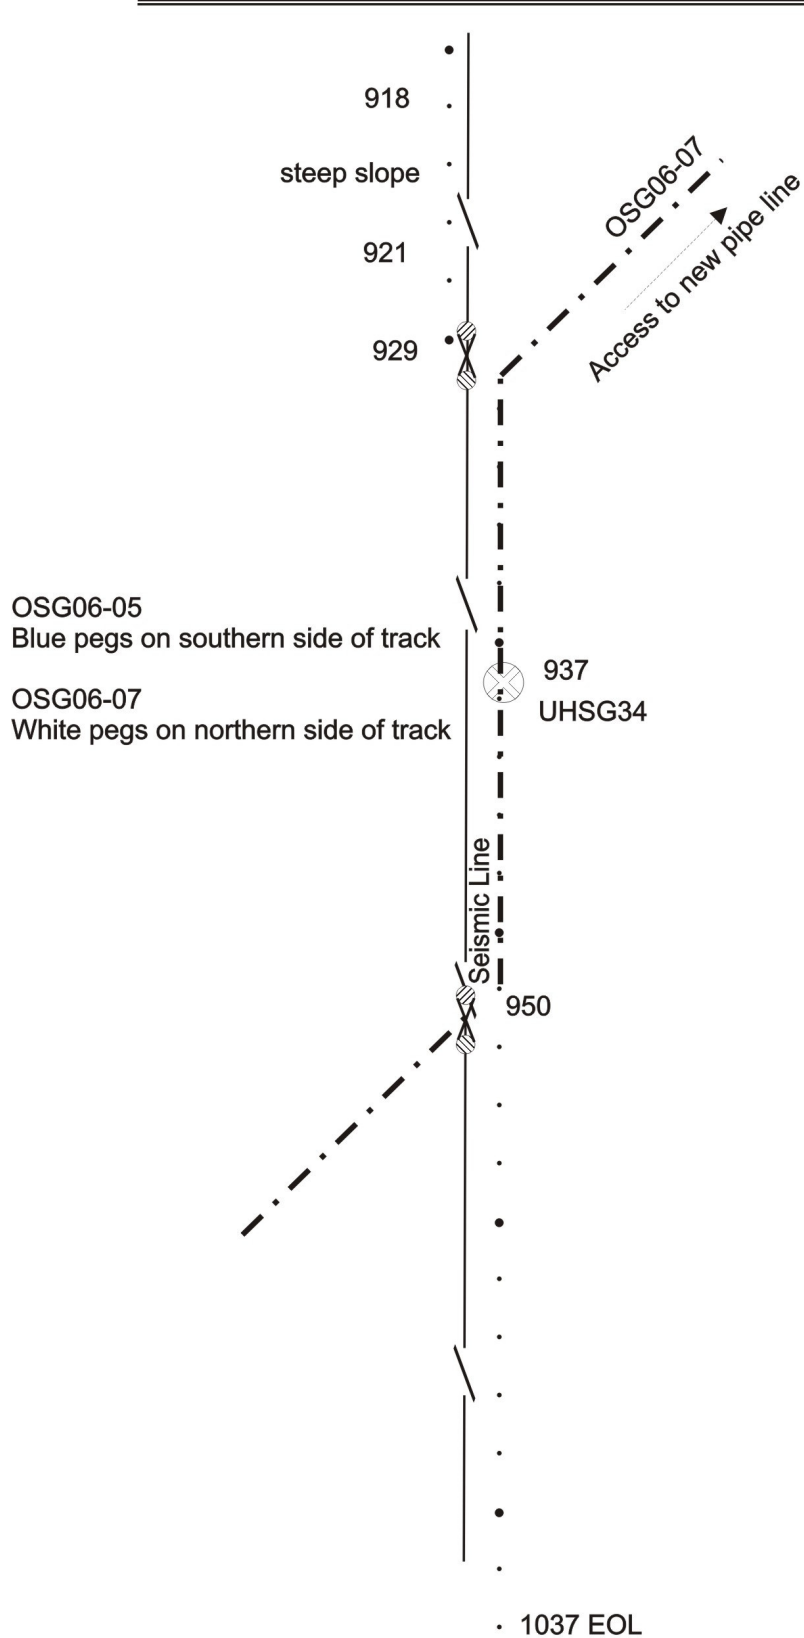 918
steep slope
OSG06-07
Access to new pipe line
921
929
OSG06-05
Blue pegs on southern side of track
937
OSG06-07
UHSG34
White pegs on northern side of track
Seismic Line
950
1037 EOL